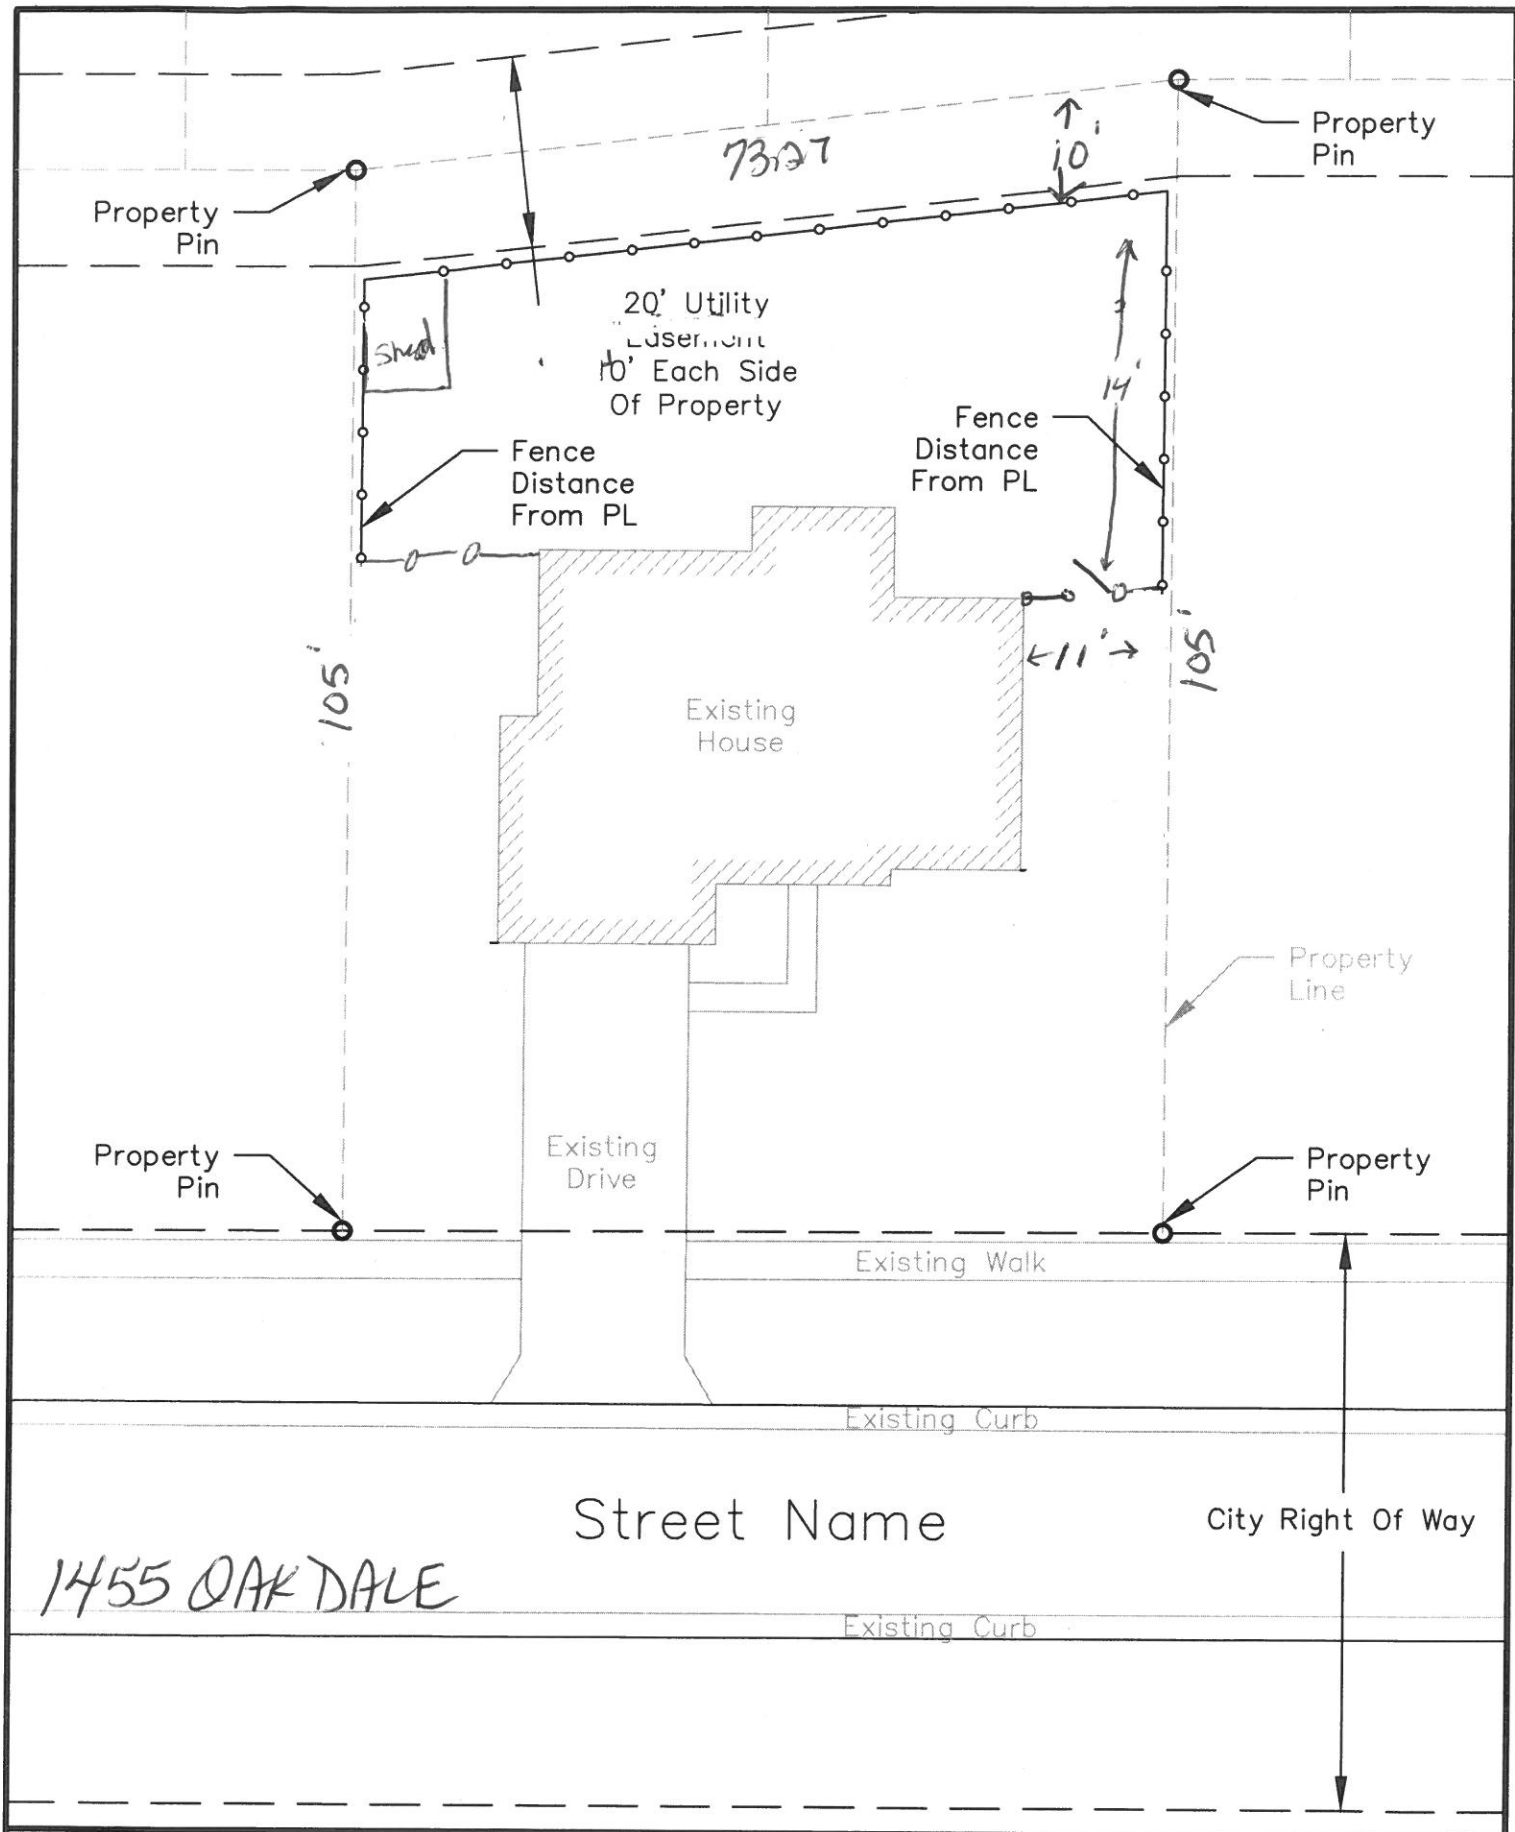 Property
Pin
Property
Pin
73.27
10'
20' Utility
Easement
10' Each Side
Of Property
Shed
14'
Fence
Distance
From PL
Fence
Distance
From PL
105'
11'
105'
Existing
House
Property
Line
Existing
Drive
Property
Pin
Property
Pin
Existing Walk
Existing Curb
Street Name
City Right Of Way
1455 OAKDALE
Existing Curb